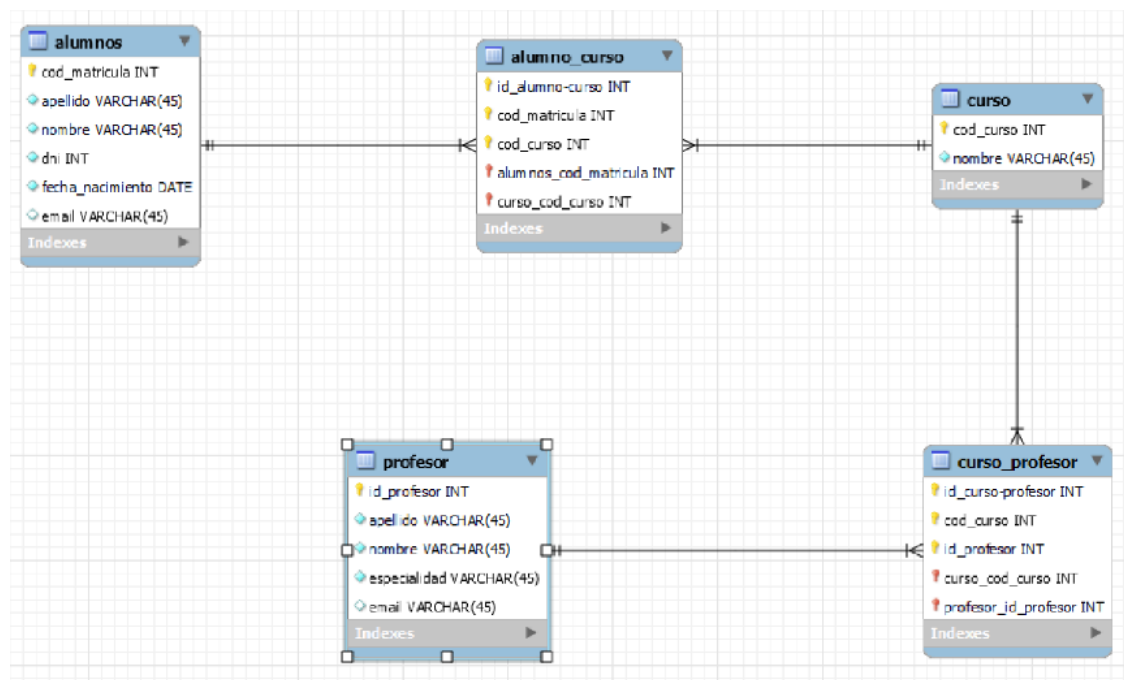 alumnos
cod_matricula INT
apellido VARCHAR(45)
nombre VARCHAR(45)
dni INT
fecha_nacimiento DATE
email VARCHAR(45)
Indexes
alumno_curso
id_alumno-curso INT
cod_matricula INT
cod_curso INT
alumnos_cod_matricula INT
curso_cod_curso INT
Indexes
curso
cod_curso INT
nombre VARCHAR(45)
Indexes
profesor
id_profesor INT
apellido VARCHAR(45)
nombre VARCHAR(45)
especialidad VARCHAR(45)
email VARCHAR(45)
Indexes
curso_profesor
id_curso-profesor INT
cod_curso INT
id_profesor INT
curso_cod_curso INT
profesor_id_profesor INT
Indexes